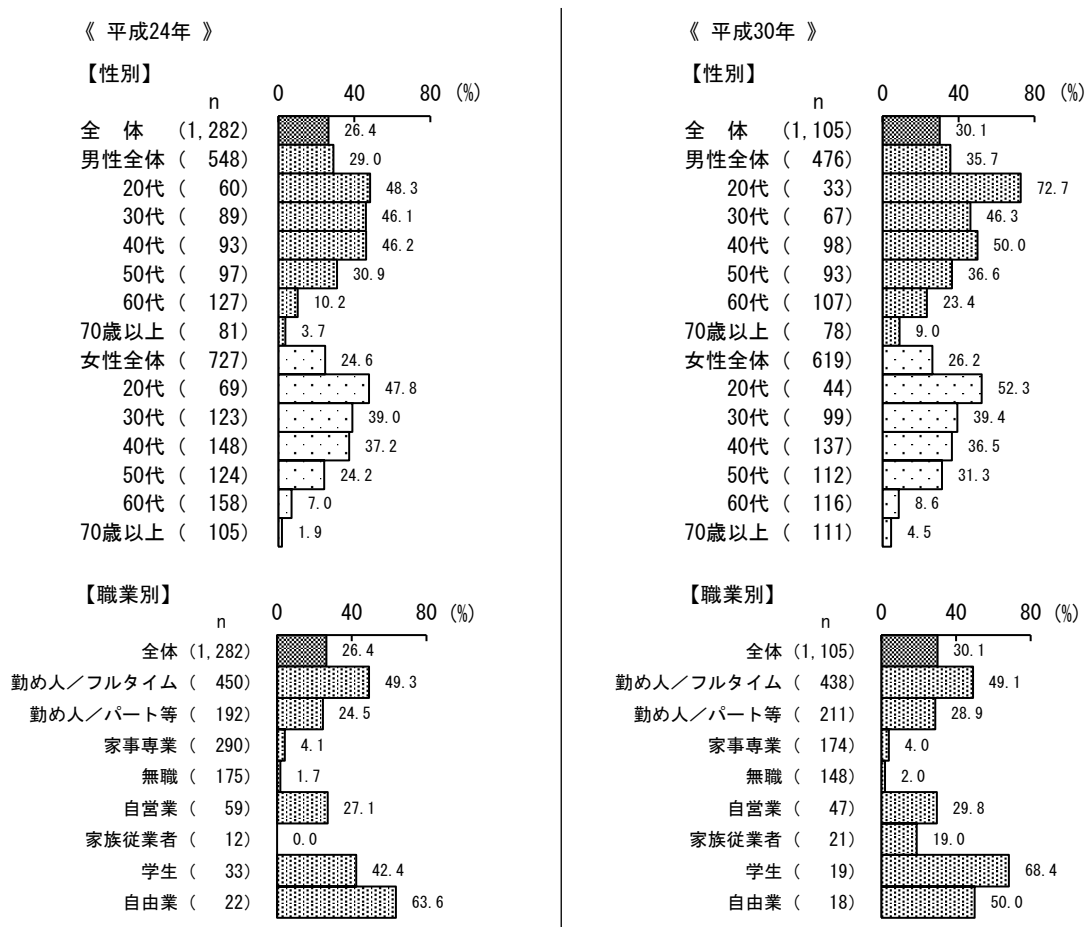 《 平成24年 》
【性別】
n 0 40 80 (%)
全　体 (1,282) 26.4
男性全体 ( 548) 29.0
20代 ( 60) 48.3
30代 ( 89) 46.1
40代 ( 93) 46.2
50代 ( 97) 30.9
60代 ( 127) 10.2
70歳以上 ( 81) 3.7
女性全体 ( 727) 24.6
20代 ( 69) 47.8
30代 ( 123) 39.0
40代 ( 148) 37.2
50代 ( 124) 24.2
60代 ( 158) 7.0
70歳以上 ( 105) 1.9
【職業別】
n 0 40 80 (%)
全体 (1,282) 26.4
勤め人／フルタイム ( 450) 49.3
勤め人／パート等 ( 192) 24.5
家事専業 ( 290) 4.1
無職 ( 175) 1.7
自営業 ( 59) 27.1
家族従業者 ( 12) 0.0
学生 ( 33) 42.4
自由業 ( 22) 63.6
《 平成30年 》
【性別】
n 0 40 80 (%)
全　体 (1,105) 30.1
男性全体 ( 476) 35.7
20代 ( 33) 72.7
30代 ( 67) 46.3
40代 ( 98) 50.0
50代 ( 93) 36.6
60代 ( 107) 23.4
70歳以上 ( 78) 9.0
女性全体 ( 619) 26.2
20代 ( 44) 52.3
30代 ( 99) 39.4
40代 ( 137) 36.5
50代 ( 112) 31.3
60代 ( 116) 8.6
70歳以上 ( 111) 4.5
【職業別】
n 0 40 80 (%)
全体 (1,105) 30.1
勤め人／フルタイム ( 438) 49.1
勤め人／パート等 ( 211) 28.9
家事専業 ( 174) 4.0
無職 ( 148) 2.0
自営業 ( 47) 29.8
家族従業者 ( 21) 19.0
学生 ( 19) 68.4
自由業 ( 18) 50.0